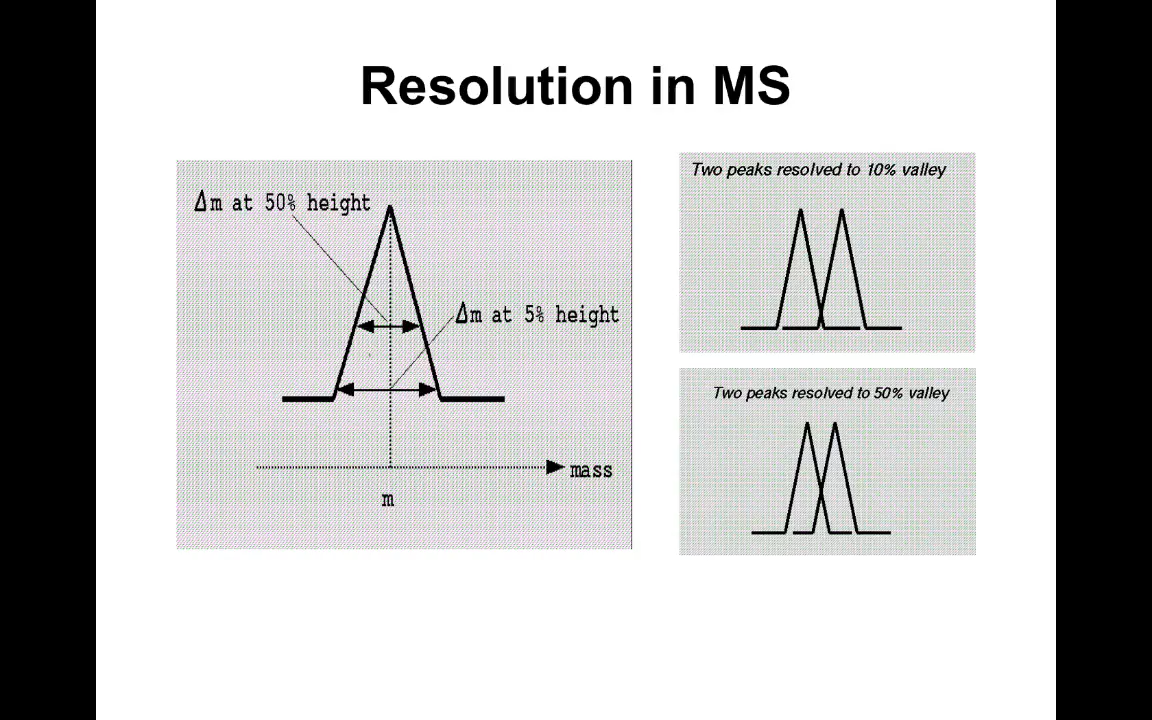 Resolution in MS
Δm at 50% height
Δm at 5% height
mass
m
Two peaks resolved to 10% valley
Two peaks resolved to 50% valley